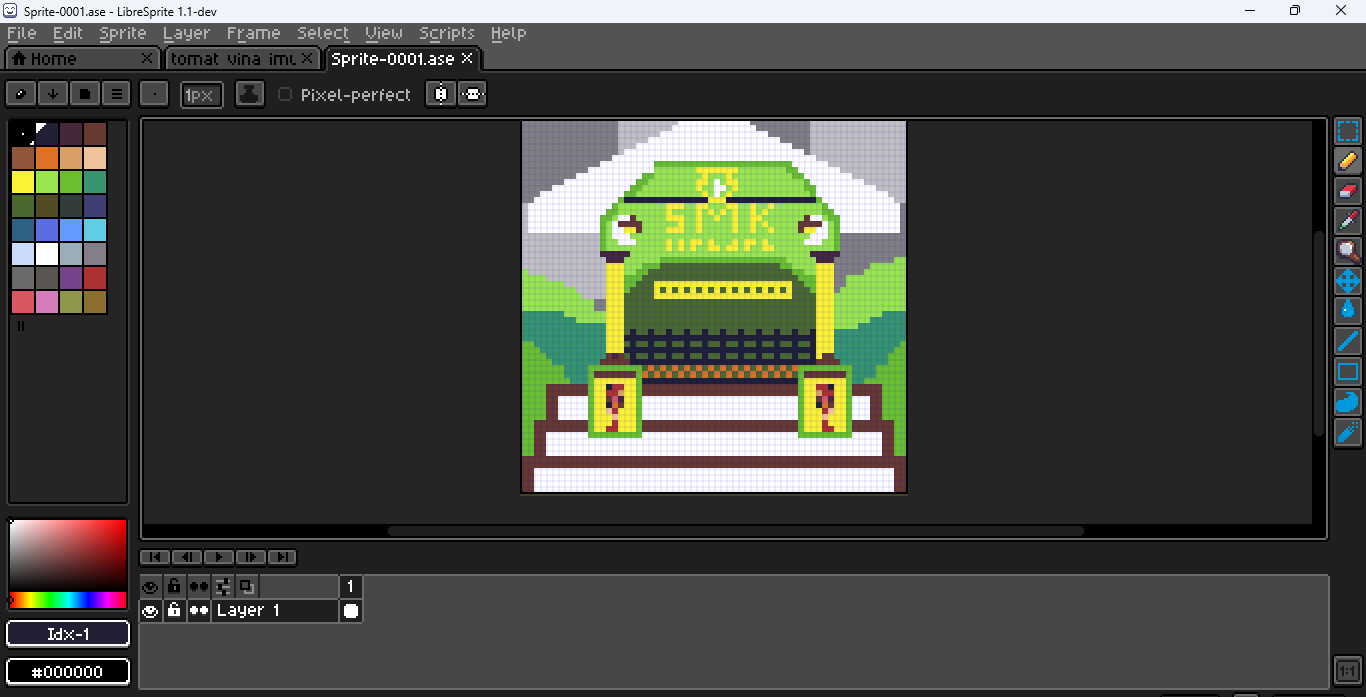 Sprite-0001.ase - LibreSprite 1.1-dev
File Edit Sprite Layer Frame Select View Scripts Help
Home
Sprite-0001.ase
1px
Pixel-perfect
SMK
1
Layer 1
Idx-1
#000000
1:1